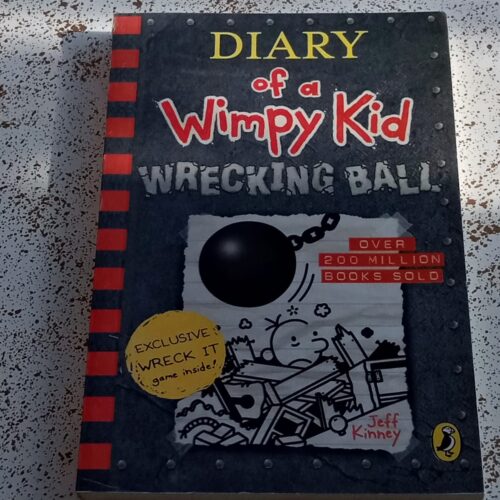 DIARY
of a
Wimpy Kid
WRECKING BALL
OVER
200 MILLION
BOOKS SOLD
EXCLUSIVE
WRECK IT
game inside!
Jeff
Kinney